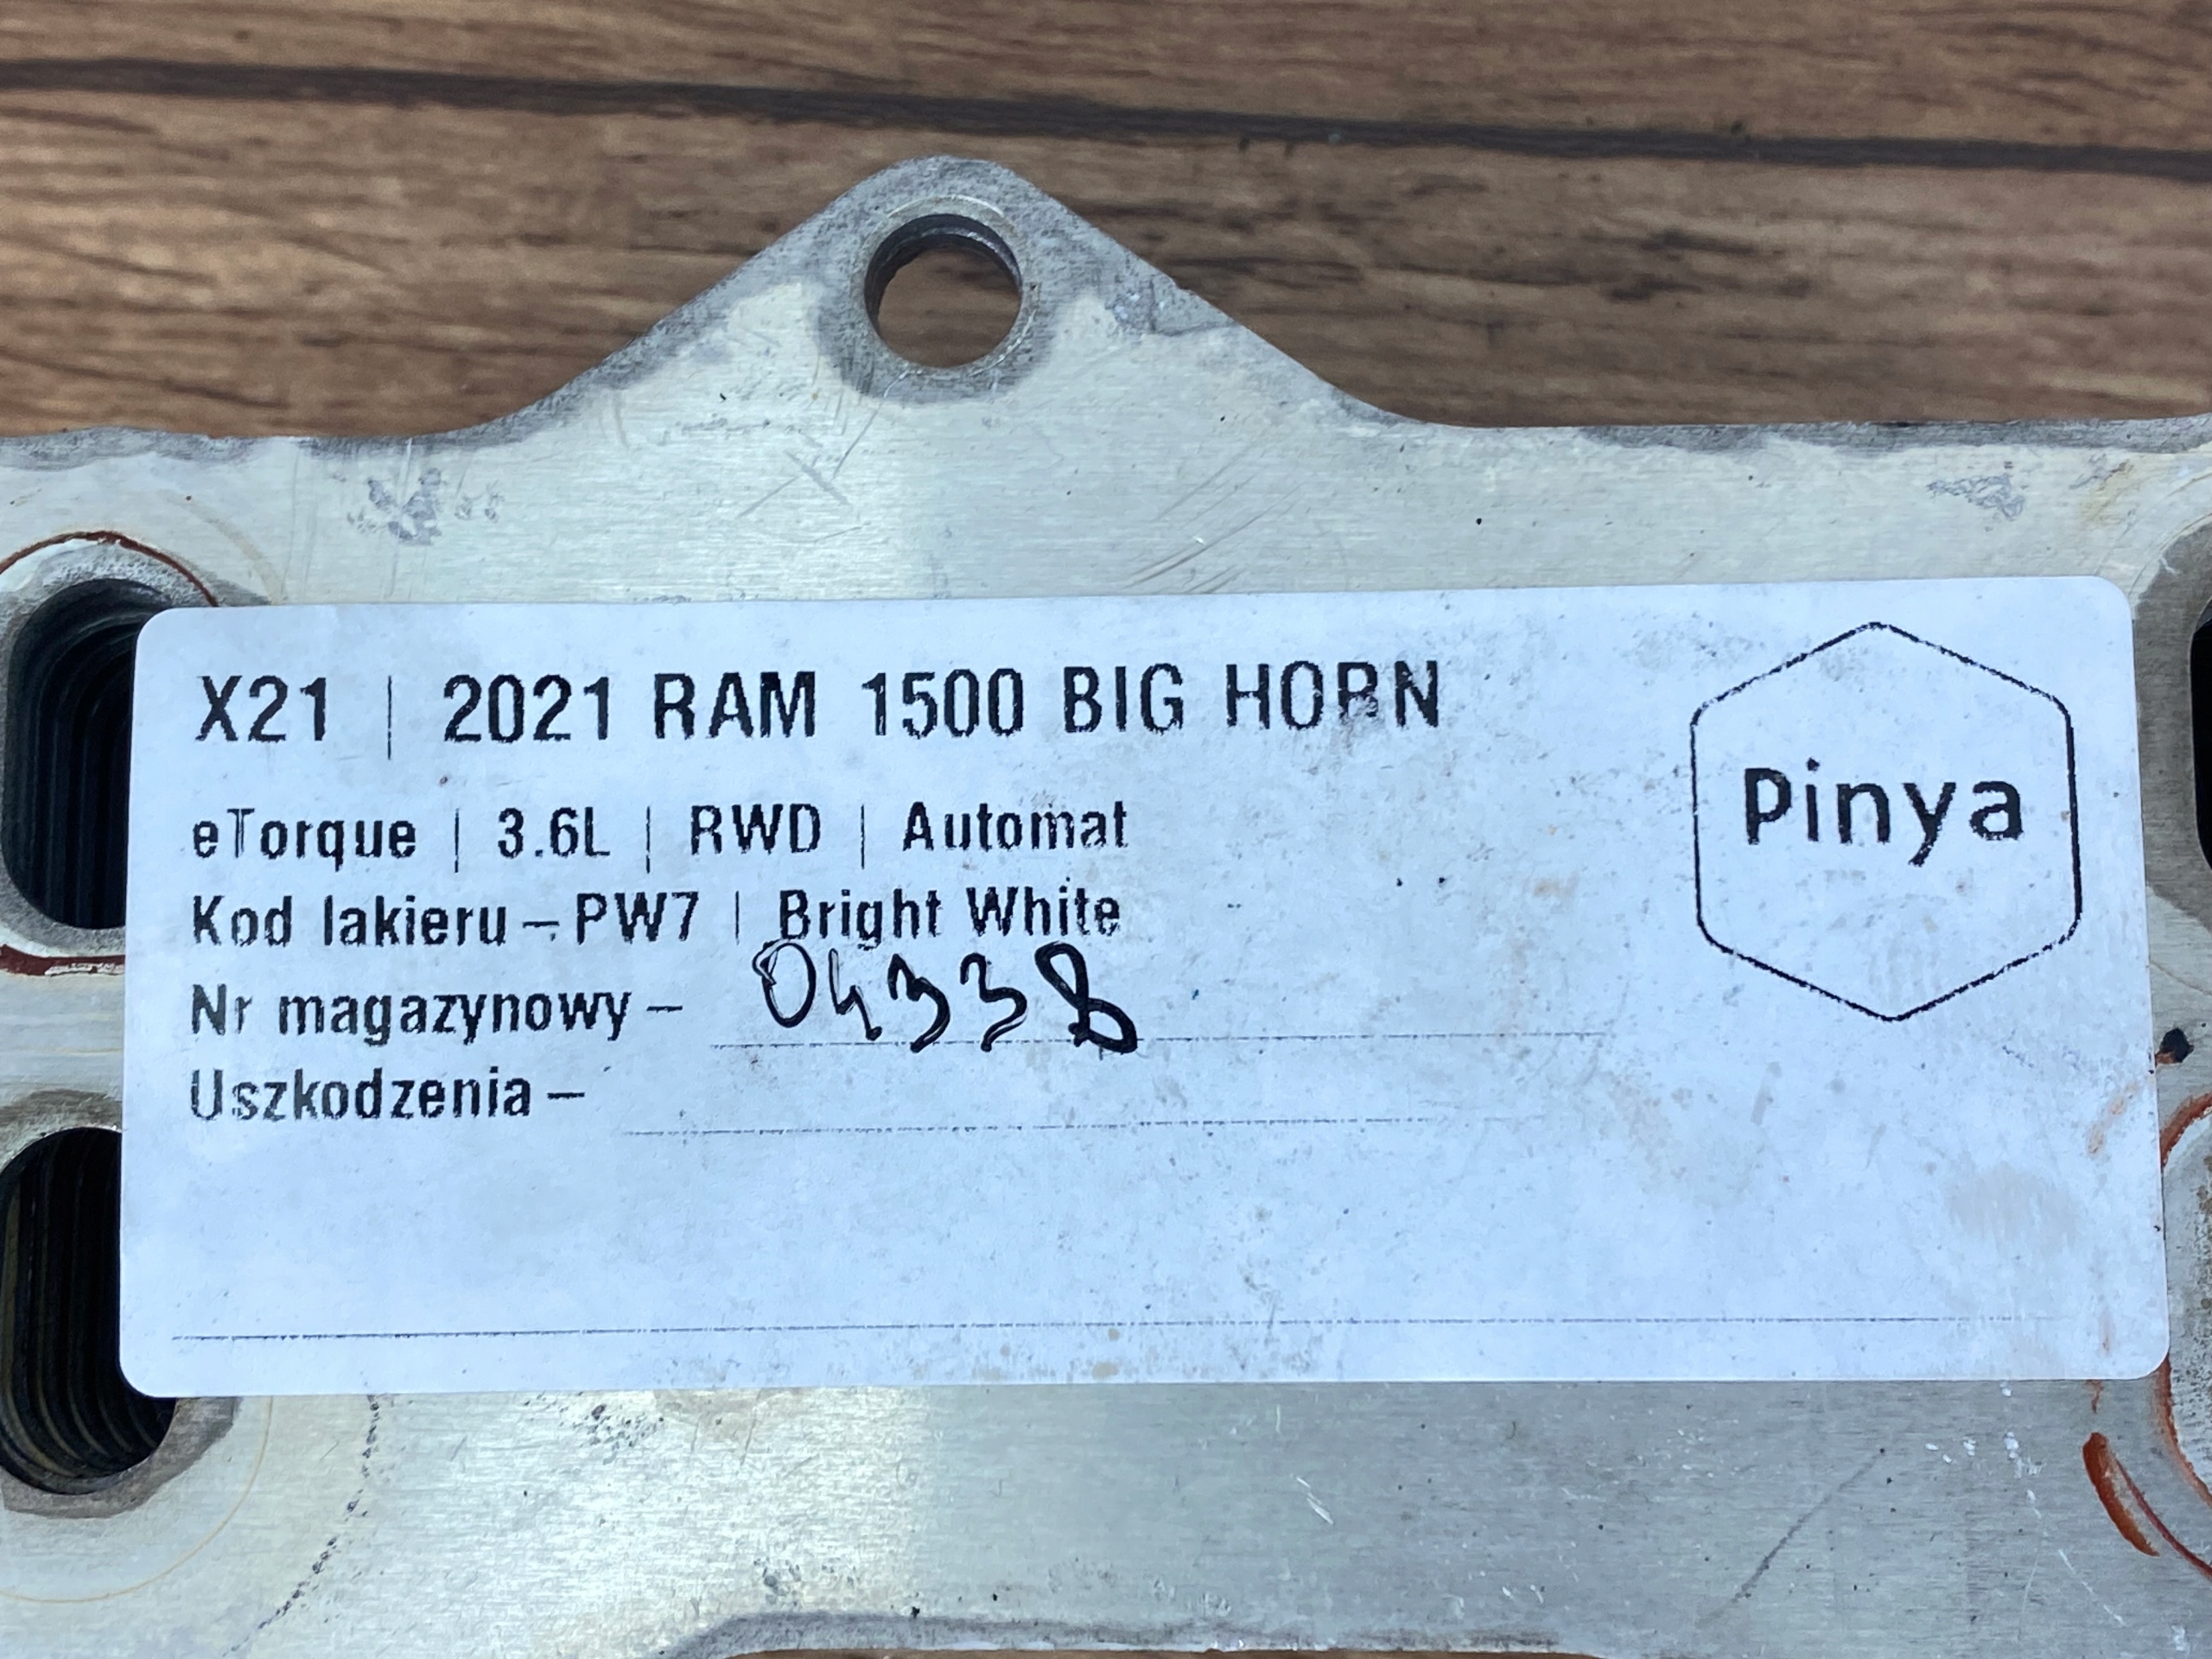 X21 | 2021 RAM 1500 BIG HORN
eTorque | 3.6L | RWD | Automat
Kod lakieru – PW7 | Bright White
Nr magazynowy – 04338
Uszkodzenia –
Pinya